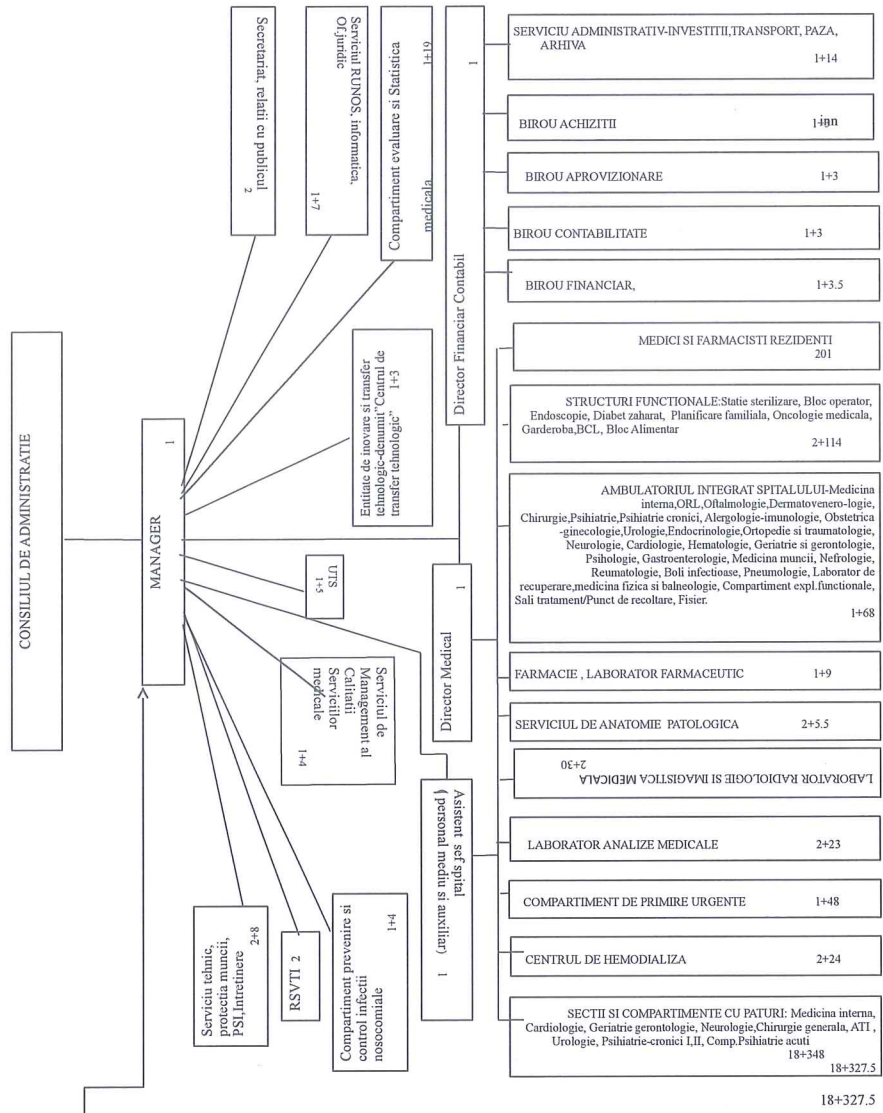 CONSILIUL DE ADMINISTRATIE
MANAGER
1
Secretariat, relatii cu publicul
2
Serviciul RUNOS, informatica,
Of.juridic
1+7
Compartiment evaluare si Statistica
medicala
1+19
Entitate de inovare si transfer
tehnologic-denumit"Centrul de
transfer tehnologic"
1+3
UTS
1+5
Serviciul de
Management al
Calitatii
Serviciilor
medicale
1+4
Compartiment prevenire si
control infectii
nosocomiale
1+4
RSVTI 2
Serviciu tehnic,
protectia muncii,
PSI,Intretinere
2+8
Director Financiar Contabil
1
Director Medical
1
Asistent sef spital
( personal mediu si auxiliar)
1
SERVICIU ADMINISTRATIV-INVESTITII,TRANSPORT, PAZA,
ARHIVA
1+14
BIROU ACHIZITII
BIROU APROVIZIONARE 1+3
BIROU CONTABILITATE 1+3
BIROU FINANCIAR, 1+3.5
MEDICI SI FARMACISTI REZIDENTI
201
STRUCTURI FUNCTIONALE:Statie sterilizare, Bloc operator,
Endoscopie, Diabet zaharat, Planificare familiala, Oncologie medicala,
Garderoba,BCL, Bloc Alimentar
2+114
AMBULATORIUL INTEGRAT SPITALULUI-Medicina
interna,ORL,Oftalmologie,Dermatovenero-logie,
Chirurgie,Psihiatrie,Psihiatrie cronici, Alergologie-imunologie, Obstetrica
-ginecologie,Urologie,Endocrinologie,Ortopedie si traumatologie,
Neurologie, Cardiologie, Hematologie, Geriatrie si gerontologie,
Psihologie, Gastroenterologie, Medicina muncii, Nefrologie,
Reumatologie, Boli infectioase, Pneumologie, Laborator de
recuperare,medicina fizica si balneologie, Compartiment expl.functionale,
Sali tratament/Punct de recoltare, Fisier.
1+68
FARMACIE , LABORATOR FARMACEUTIC 1+9
SERVICIUL DE ANATOMIE PATOLOGICA 2+5.5
LABORATOR RADIOLOGIE SI IMAGISTICA MEDICALA
2+30
LABORATOR ANALIZE MEDICALE 2+23
COMPARTIMENT DE PRIMIRE URGENTE 1+48
CENTRUL DE HEMODIALIZA 2+24
SECTII SI COMPARTIMENTE CU PATURI: Medicina interna,
Cardiologie, Geriatrie gerontologie, Neurologie,Chirurgie generala, ATI ,
Urologie, Psihiatrie-cronici I,II, Comp.Psihiatrie acuti
18+348
18+327.5
18+327.5